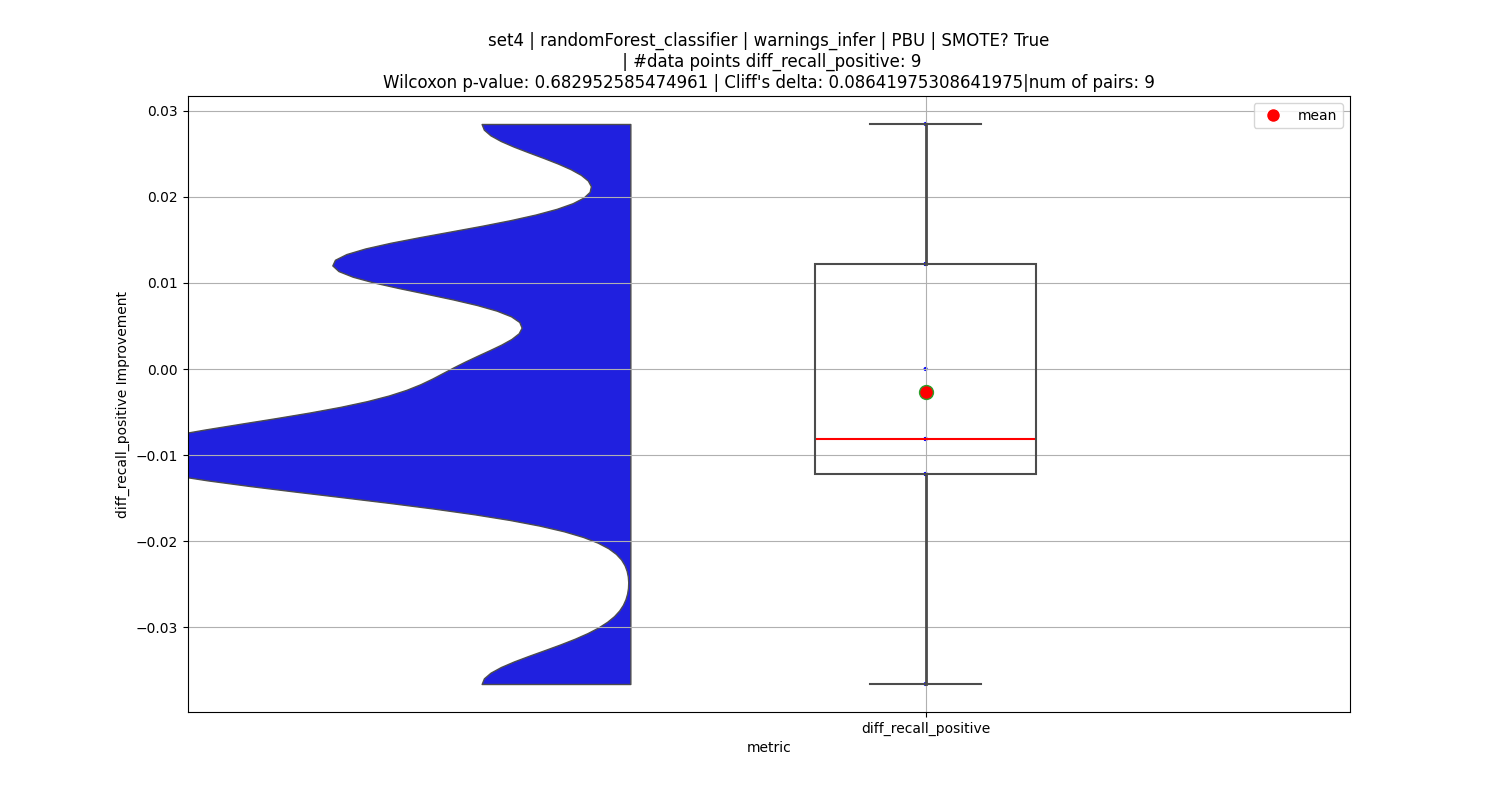 set4 | randomForest_classifier | warnings_infer | PBU | SMOTE? True
| #data points diff_recall_positive: 9
Wilcoxon p-value: 0.682952585474961 | Cliff's delta: 0.08641975308641975|num of pairs: 9
mean
0.03
0.02
0.01
0.00
−0.01
−0.02
−0.03
diff_recall_positive Improvement
diff_recall_positive
metric